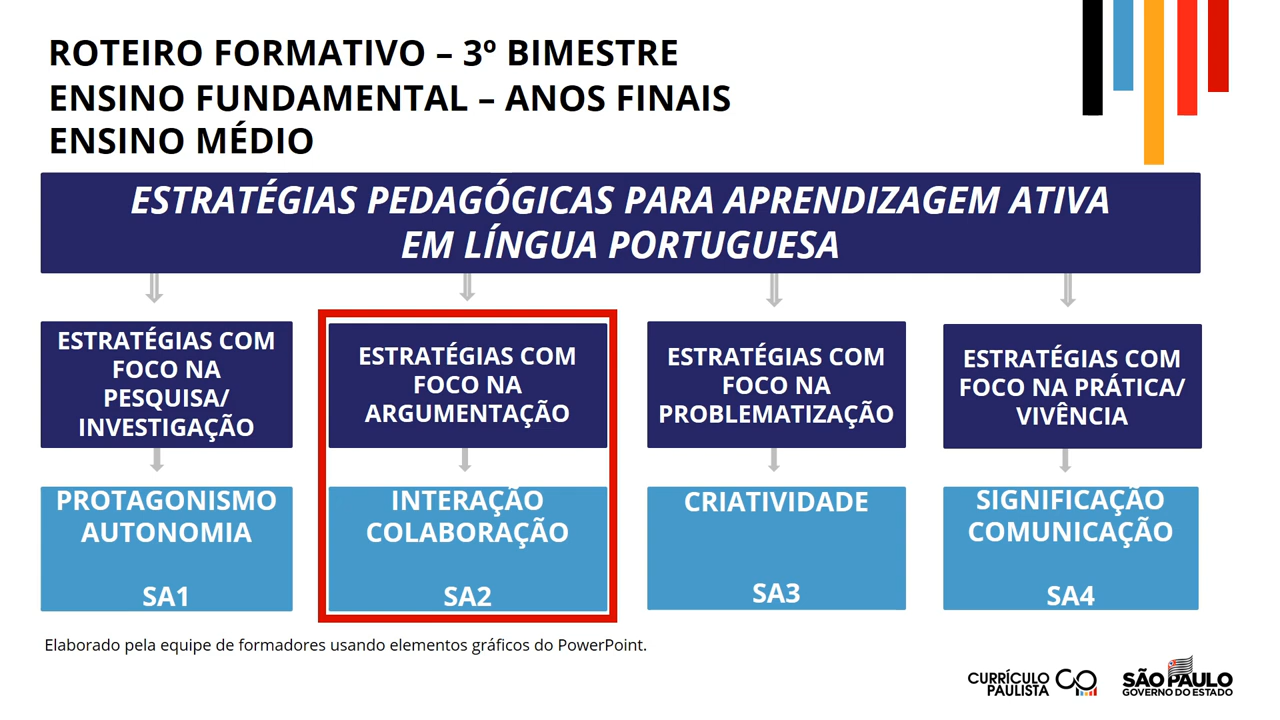 ROTEIRO FORMATIVO – 3º BIMESTRE
ENSINO FUNDAMENTAL – ANOS FINAIS
ENSINO MÉDIO
ESTRATÉGIAS PEDAGÓGICAS PARA APRENDIZAGEM ATIVA
EM LÍNGUA PORTUGUESA
ESTRATÉGIAS COM
FOCO NA
PESQUISA/
INVESTIGAÇÃO
PROTAGONISMO
AUTONOMIA
SA1
ESTRATÉGIAS COM
FOCO NA
ARGUMENTAÇÃO
INTERAÇÃO
COLABORAÇÃO
SA2
ESTRATÉGIAS COM
FOCO NA
PROBLEMATIZAÇÃO
CRIATIVIDADE
SA3
ESTRATÉGIAS COM
FOCO NA PRÁTICA/
VIVÊNCIA
SIGNIFICAÇÃO
COMUNICAÇÃO
SA4
Elaborado pela equipe de formadores usando elementos gráficos do PowerPoint.
CURRÍCULO
PAULISTA
SÃO PAULO
GOVERNO DO ESTADO